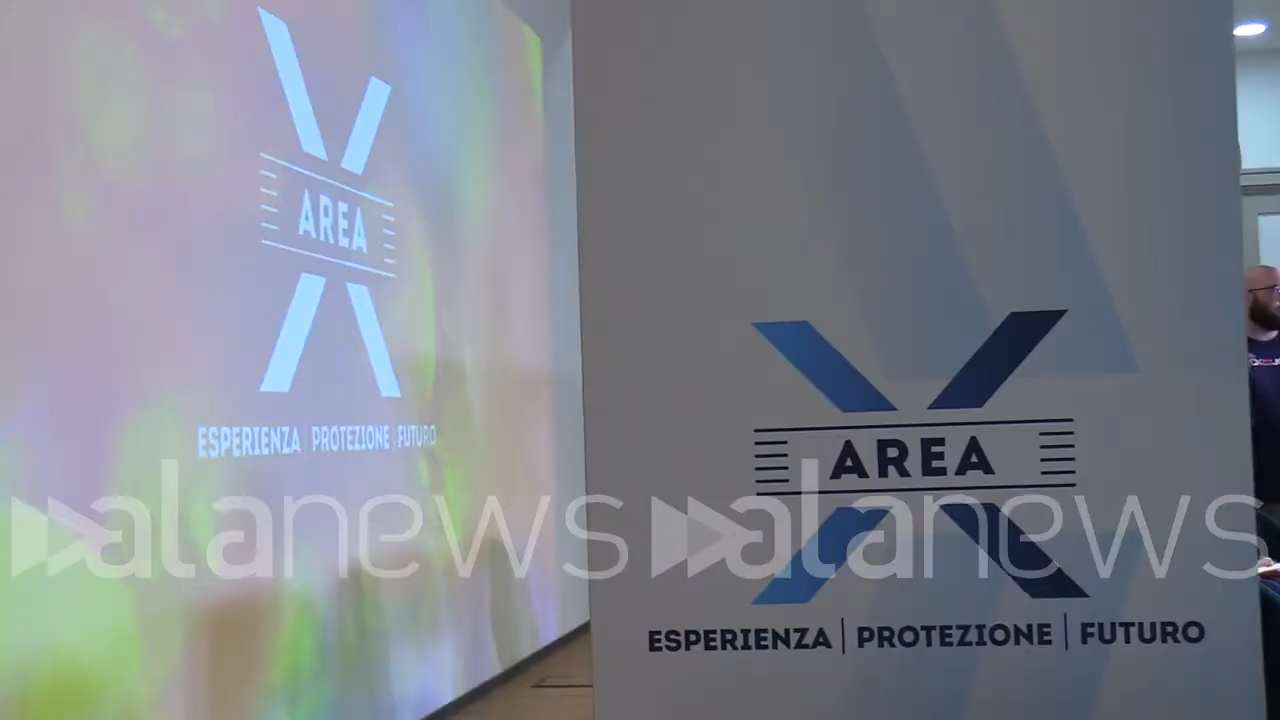 AREA
ESPERIENZA PROTEZIONE FUTURO
AREA
ESPERIENZA | PROTEZIONE | FUTURO
alanews alanews